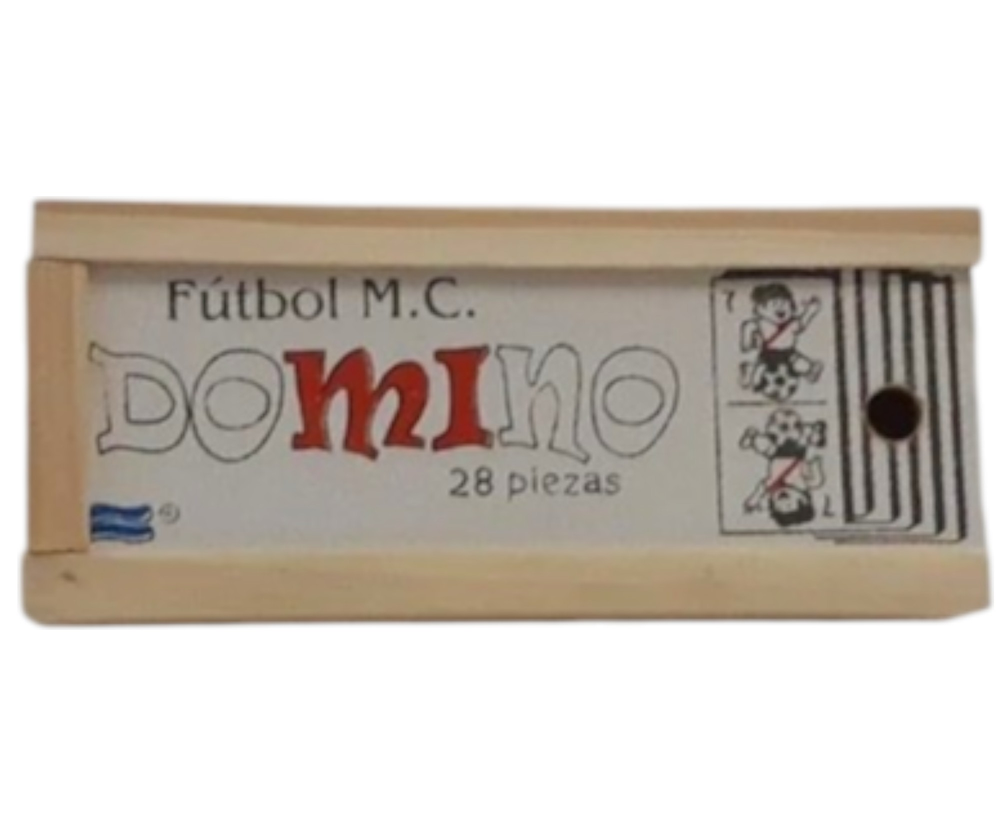 Fútbol M.C.
DOMINO
28 piezas